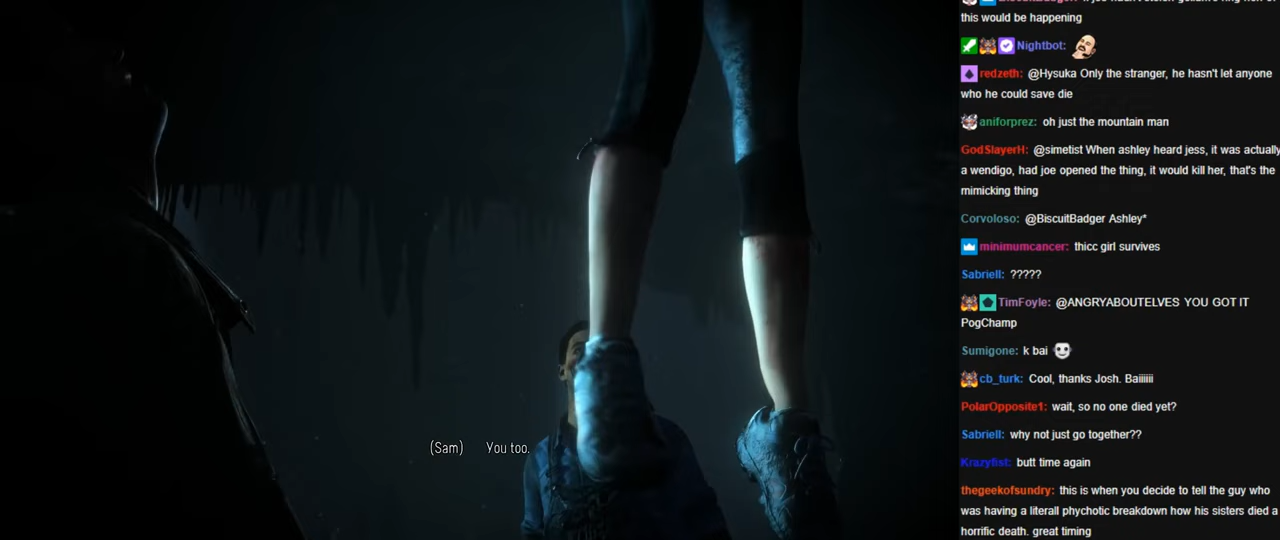 (Sam) You too.
this would be happening
Nightbot:
redzeth: @Hysuka Only the stranger, he hasn't let anyone
who he could save die
aniforprez: oh just the mountain man
GodSlayerH: @simetist When ashley heard jess, it was actually
a wendigo, had joe opened the thing, it would kill her, that's the
mimicking thing
Corvoloso: @BiscuitBadger Ashley*
minimumcancer: thicc girl survives
Sabriell: ?????
TimFoyle: @ANGRYABOUTELVES YOU GOT IT
PogChamp
Sumigone: k bai
cb_turk: Cool, thanks Josh. Baiiiiii
PolarOpposite1: wait, so no one died yet?
Sabriell: why not just go together??
Krazyfist: butt time again
thegeekofsundry: this is when you decide to tell the guy who
was having a literall phychotic breakdown how his sisters died a
horrific death. great timing